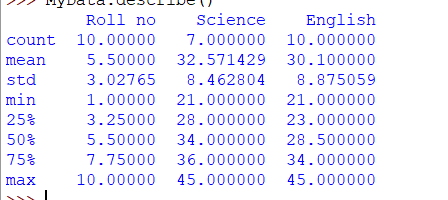 >>> MyData.describe()
Roll no Science English
count 10.00000 7.000000 10.000000
mean 5.50000 32.571429 30.100000
std 3.02765 8.462804 8.875059
min 1.00000 21.000000 21.000000
25% 3.25000 28.000000 23.000000
50% 5.50000 34.000000 28.500000
75% 7.75000 36.000000 34.000000
max 10.00000 45.000000 45.000000
>>>